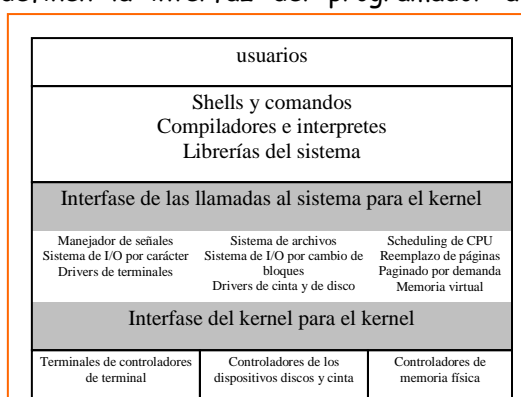 definen la interfaz del programador a
usuarios
Shells y comandos
Compiladores e interpretes
Librerías del sistema
Interfase de las llamadas al sistema para el kernel
Manejador de señales
Sistema de I/O por carácter
Drivers de terminales
Sistema de archivos
Sistema de I/O por cambio de
bloques
Drivers de cinta y de disco
Scheduling de CPU
Reemplazo de páginas
Paginado por demanda
Memoria virtual
Interfase del kernel para el kernel
Terminales de controladores
de terminal
Controladores de los
dispositivos discos y cinta
Controladores de
memoria física